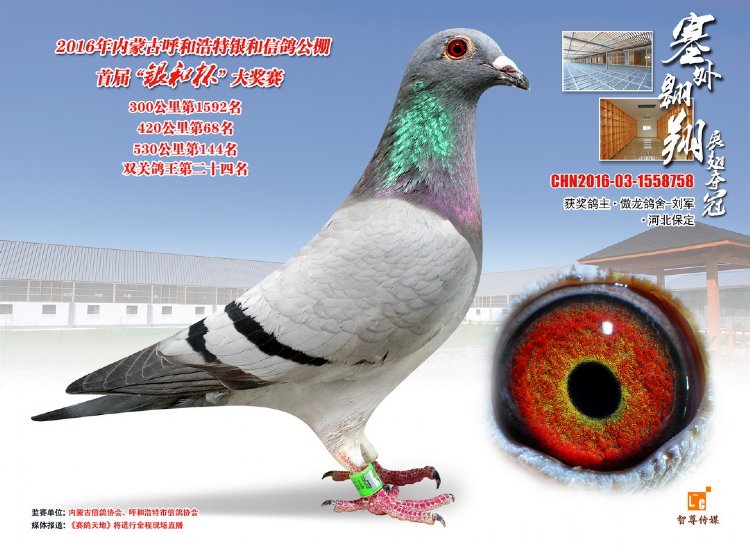 2016年内蒙古呼和浩特银和信鸽公棚
首届“银和杯”大奖赛
300公里第1592名
420公里第68名
530公里第144名
双关鸽王第二十四名
塞外翱翔
展翅夺冠
CHN2016-03-1558758
获奖鸽主·傲龙鸽舍-刘军
·河北保定
监赛单位：内蒙古信鸽协会、呼和浩特市信鸽协会
媒体报道：《赛鸽天地》将进行全程现场直播
智尊传媒